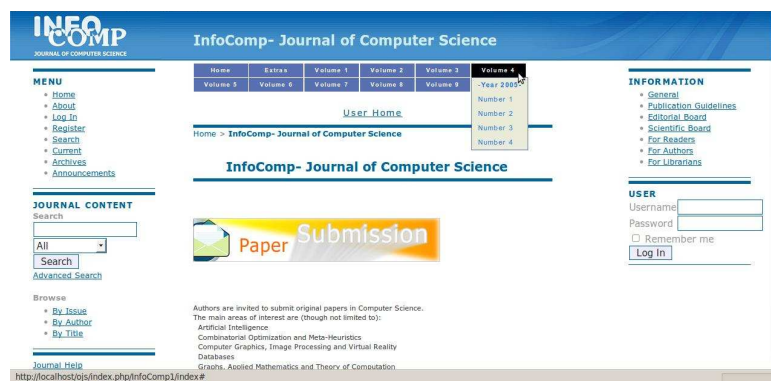 INFOCOMP
JOURNAL OF COMPUTER SCIENCE
InfoComp- Journal of Computer Science
MENU
Home
About
Log In
Register
Search
Current
Archives
Announcements
JOURNAL CONTENT
Search
All
Search
Advanced Search
Browse
By Issue
By Author
By Title
Journal Help
Home Extras Volume 1 Volume 2 Volume 3 Volume 4
Volume 5 Volume 6 Volume 7 Volume 8 Volume 9
-Year 2005-
Number 1
Number 2
Number 3
Number 4
User Home
Home > InfoComp- Journal of Computer Science
InfoComp- Journal of Computer Science
Paper Submission
Authors are invited to submit original papers in Computer Science.
The main areas of interest are (though not limited to):
Artificial Intelligence
Combinatorial Optimization and Meta-Heuristics
Computer Graphics, Image Processing and Virtual Reality
Databases
Graphs, Applied Mathematics and Theory of Computation
INFORMATION
General
Publication Guidelines
Editorial Board
Scientific Board
For Readers
For Authors
For Librarians
USER
Username
Password
Remember me
Log In
http://localhost/ojs/index.php/InfoComp1/index#